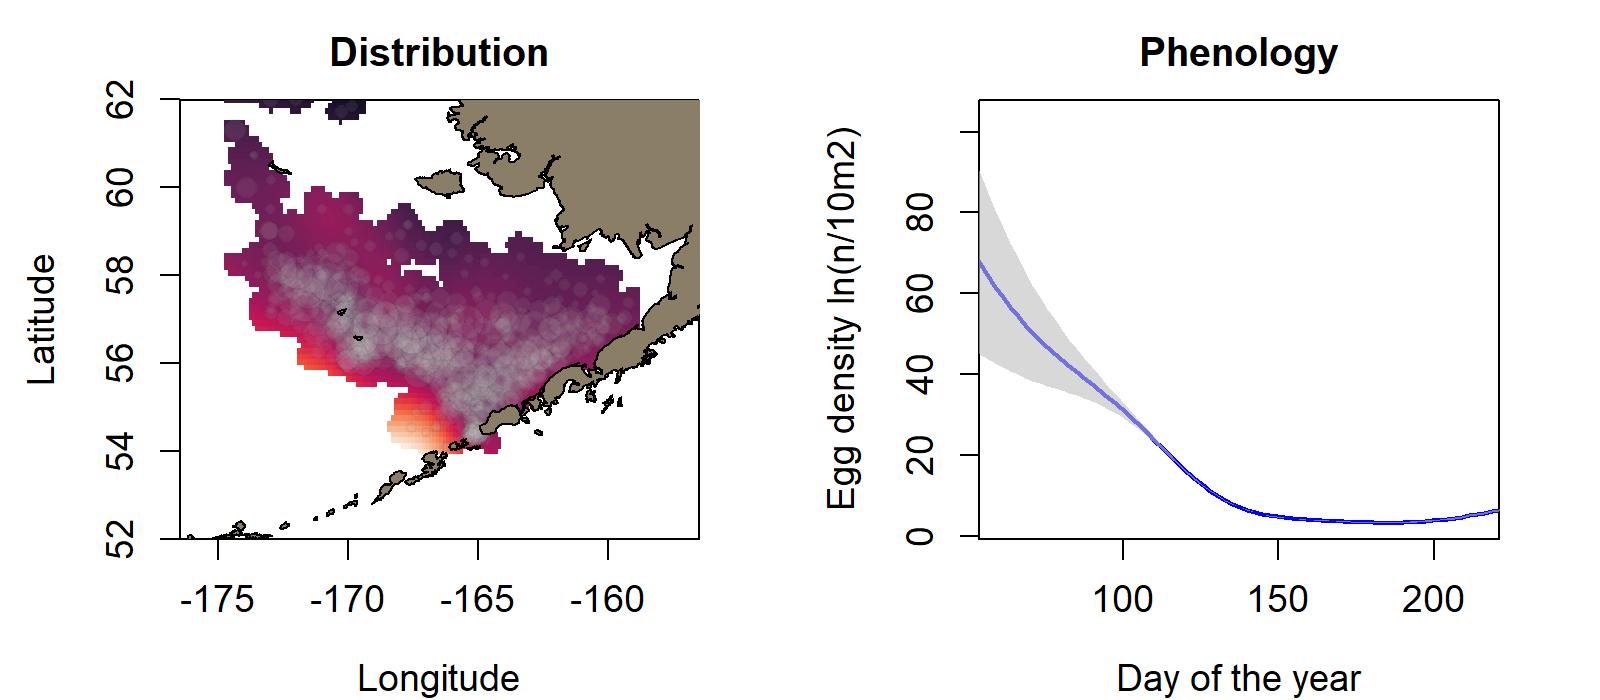 Distribution
Latitude
62
60
58
56
54
52
-175 -170 -165 -160
Longitude
Phenology
Egg density ln(n/10m2)
80
60
40
20
0
100 150 200
Day of the year